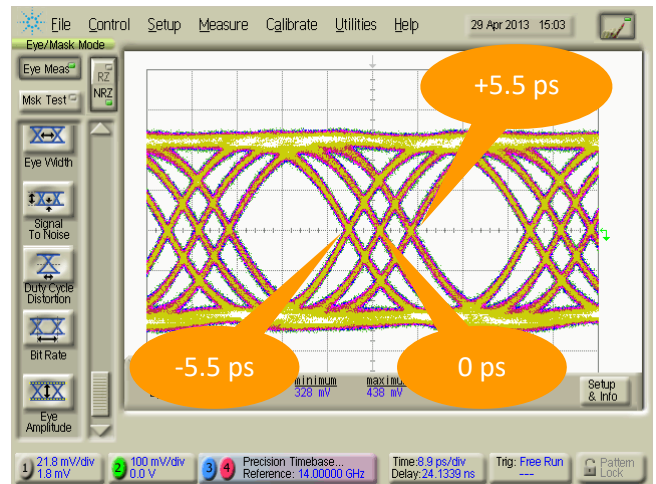 File Control Setup Measure Calibrate Utilities Help 29 Apr 2013 15:03
Eye/Mask Mode
Eye Meas
RZ
NRZ
Msk Test
+5.5 ps
Eye Width
Signal
To Noise
Duty Cycle
Distortion
Bit Rate
Eye
Amplitude
-5.5 ps
0 ps
328 mV 438 mV
Setup
& Info
1) 21.8 mV/div
1.8 mV
2) 100 mV/div
0.0 V
3 4 Precision Timebase...
Reference: 14.00000 GHz
Time:8.9 ps/div
Delay:24.1339 ns
Trig: Free Run
---
Pattern
Lock